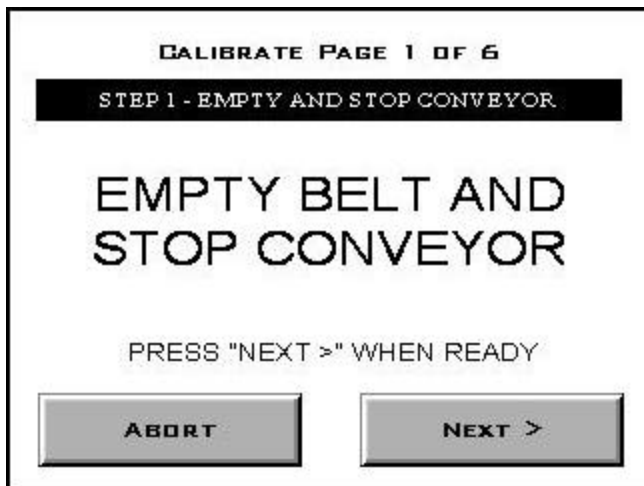 CALIBRATE PAGE 1 OF 6
STEP 1 - EMPTY AND STOP CONVEYOR
EMPTY BELT AND
STOP CONVEYOR
PRESS "NEXT >" WHEN READY
ABORT
NEXT >